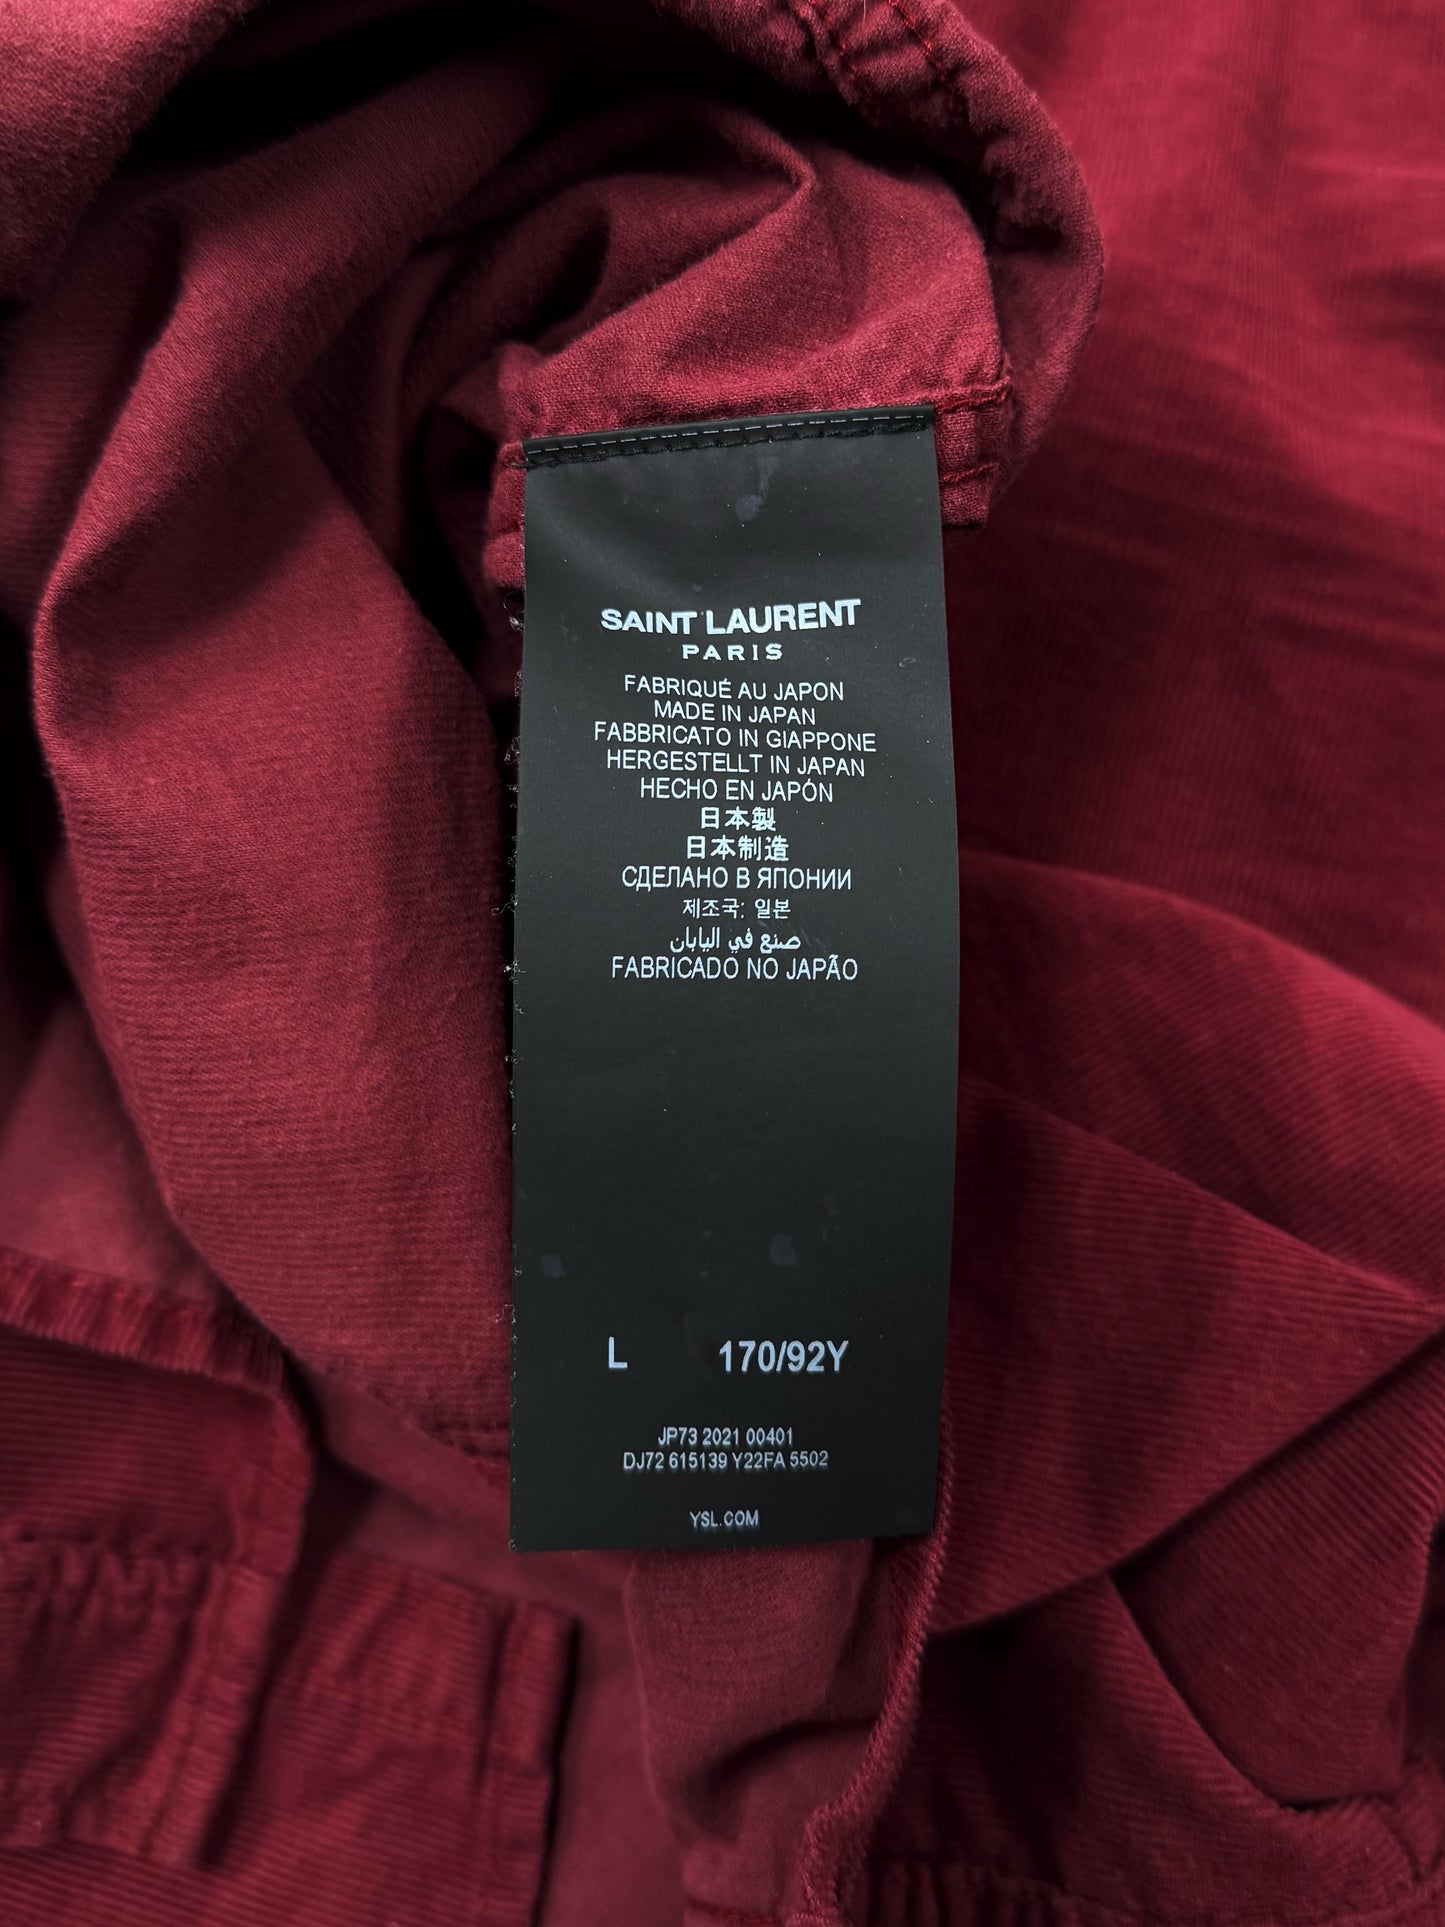 SAINT LAURENT
PARIS
FABRIQUÉ AU JAPON
MADE IN JAPAN
FABBRICATO IN GIAPPONE
HERGESTELLT IN JAPAN
HECHO EN JAPÓN
日本製
日本制造
СДЕЛАНО В ЯПОНИИ
제조국: 일본
صنع في اليابان
FABRICADO NO JAPÃO
L 170/92Y
JP73 2021 00401
DJ72 615139 Y22FA 5502
YSL.COM